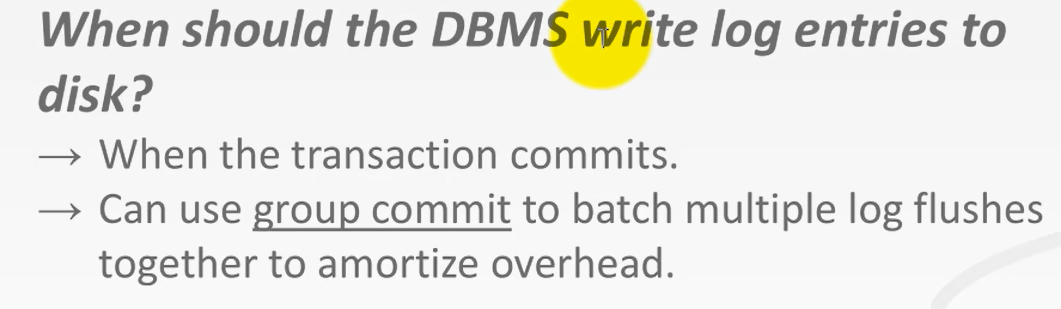 When should the DBMS write log entries to
disk?
→ When the transaction commits.
→ Can use group commit to batch multiple log flushes
together to amortize overhead.